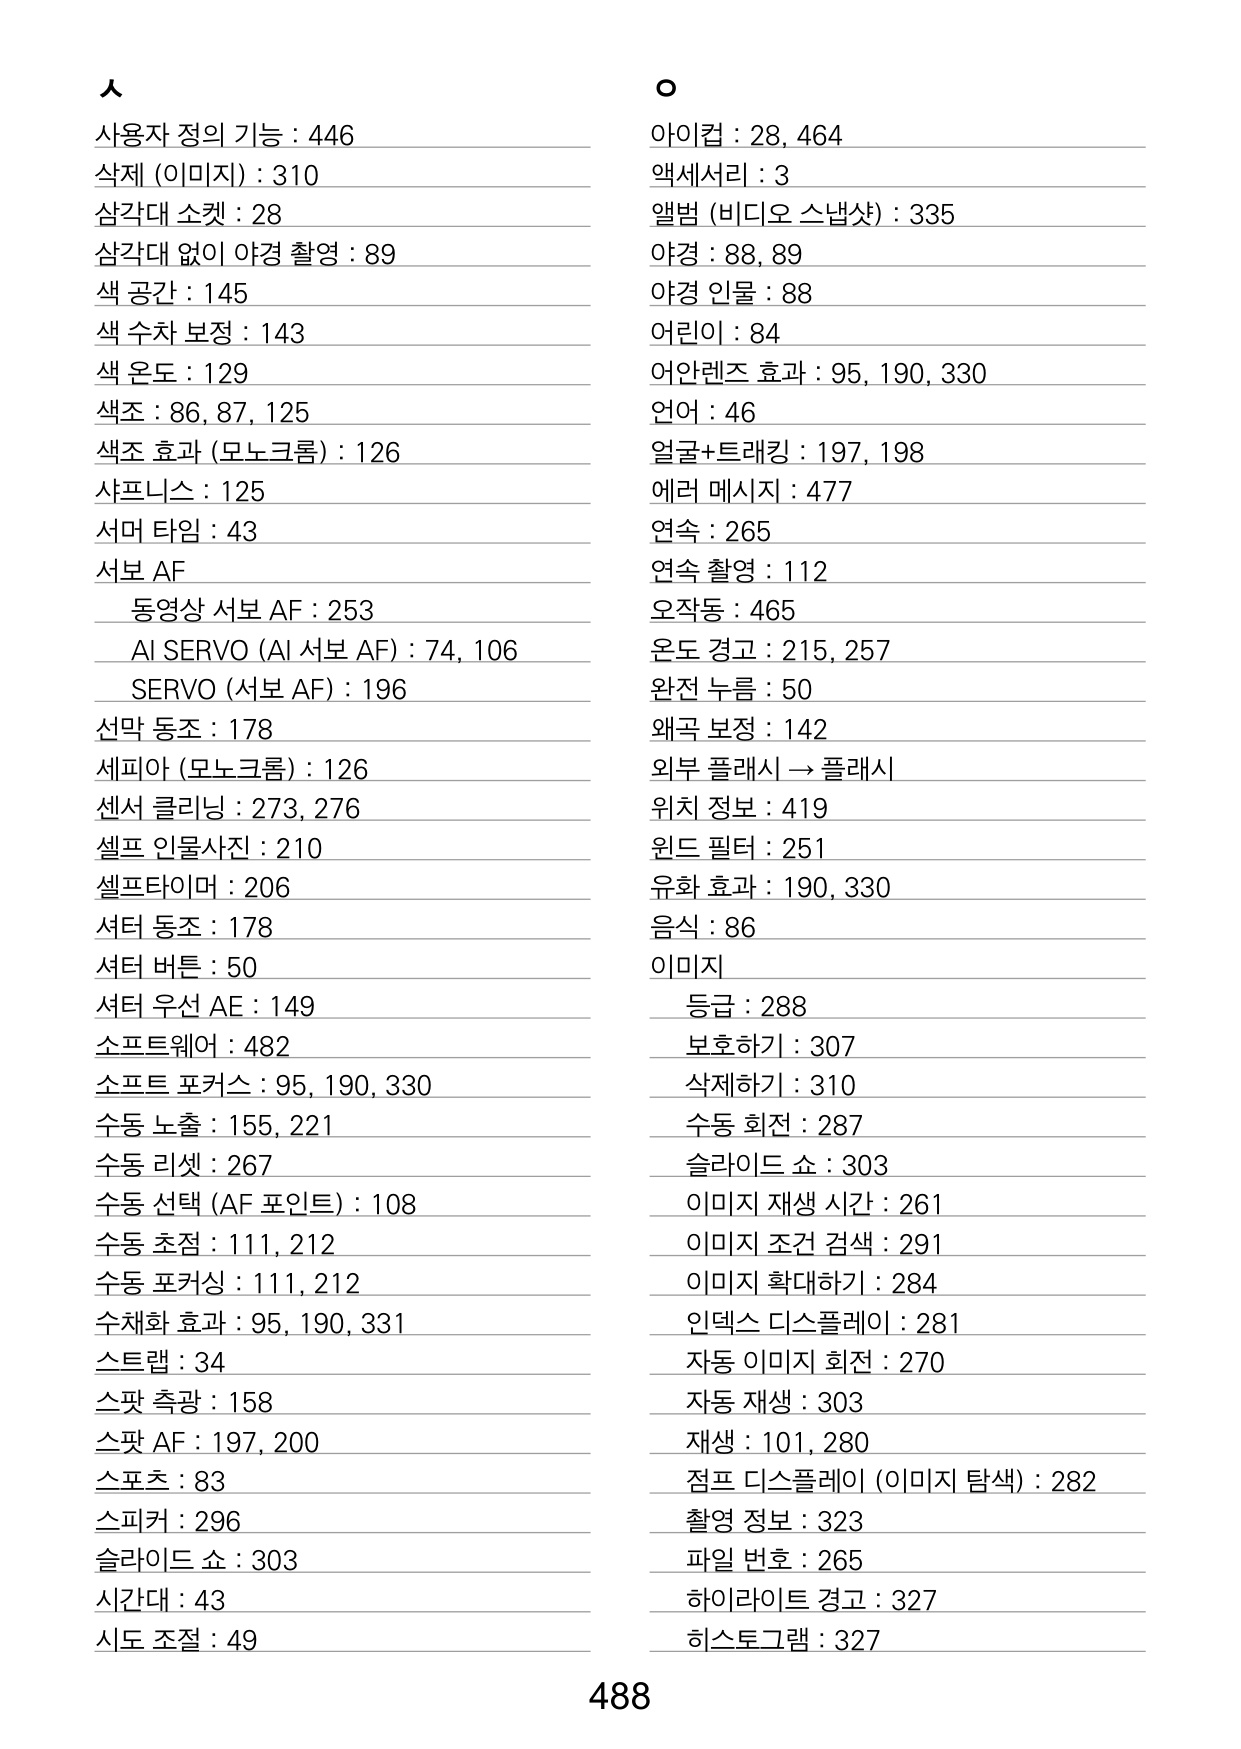 ㅅ
사용자 정의 기능 : 446
삭제 (이미지) : 310
삼각대 소켓 : 28
삼각대 없이 야경 촬영 : 89
색 공간 : 145
색 수차 보정 : 143
색 온도 : 129
색조 : 86, 87, 125
색조 효과 (모노크롬) : 126
샤프니스 : 125
서머 타임 : 43
서보 AF
동영상 서보 AF : 253
AI SERVO (AI 서보 AF) : 74, 106
SERVO (서보 AF) : 196
선막 동조 : 178
세피아 (모노크롬) : 126
센서 클리닝 : 273, 276
셀프 인물사진 : 210
셀프타이머 : 206
셔터 동조 : 178
셔터 버튼 : 50
셔터 우선 AE : 149
소프트웨어 : 482
소프트 포커스 : 95, 190, 330
수동 노출 : 155, 221
수동 리셋 : 267
수동 선택 (AF 포인트) : 108
수동 초점 : 111, 212
수동 포커싱 : 111, 212
수채화 효과 : 95, 190, 331
스트랩 : 34
스팟 측광 : 158
스팟 AF : 197, 200
스포츠 : 83
스피커 : 296
슬라이드 쇼 : 303
시간대 : 43
시도 조절 : 49
ㅇ
아이컵 : 28, 464
액세서리 : 3
앨범 (비디오 스냅샷) : 335
야경 : 88, 89
야경 인물 : 88
어린이 : 84
어안렌즈 효과 : 95, 190, 330
언어 : 46
얼굴+트래킹 : 197, 198
에러 메시지 : 477
연속 : 265
연속 촬영 : 112
오작동 : 465
온도 경고 : 215, 257
완전 누름 : 50
왜곡 보정 : 142
외부 플래시 → 플래시
위치 정보 : 419
윈드 필터 : 251
유화 효과 : 190, 330
음식 : 86
이미지
등급 : 288
보호하기 : 307
삭제하기 : 310
수동 회전 : 287
슬라이드 쇼 : 303
이미지 재생 시간 : 261
이미지 조건 검색 : 291
이미지 확대하기 : 284
인덱스 디스플레이 : 281
자동 이미지 회전 : 270
자동 재생 : 303
재생 : 101, 280
점프 디스플레이 (이미지 탐색) : 282
촬영 정보 : 323
파일 번호 : 265
하이라이트 경고 : 327
히스토그램 : 327
488